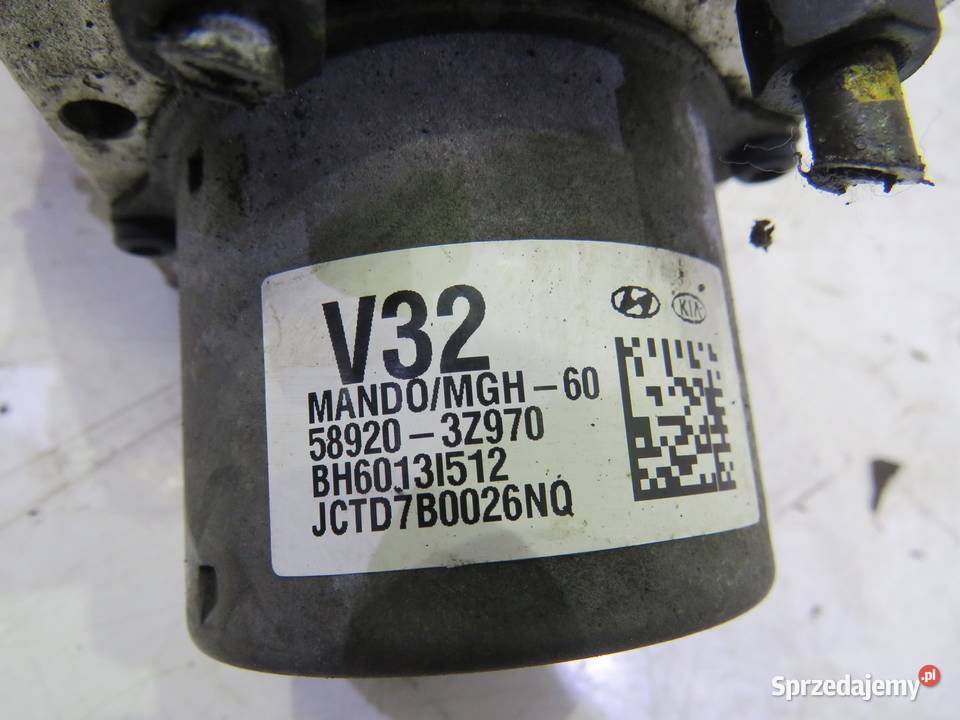 V32
KIA
MANDO/MGH-60
58920-3Z970
BH6013I512
JCTD7B0026NQ
Sprzedajemy.pl